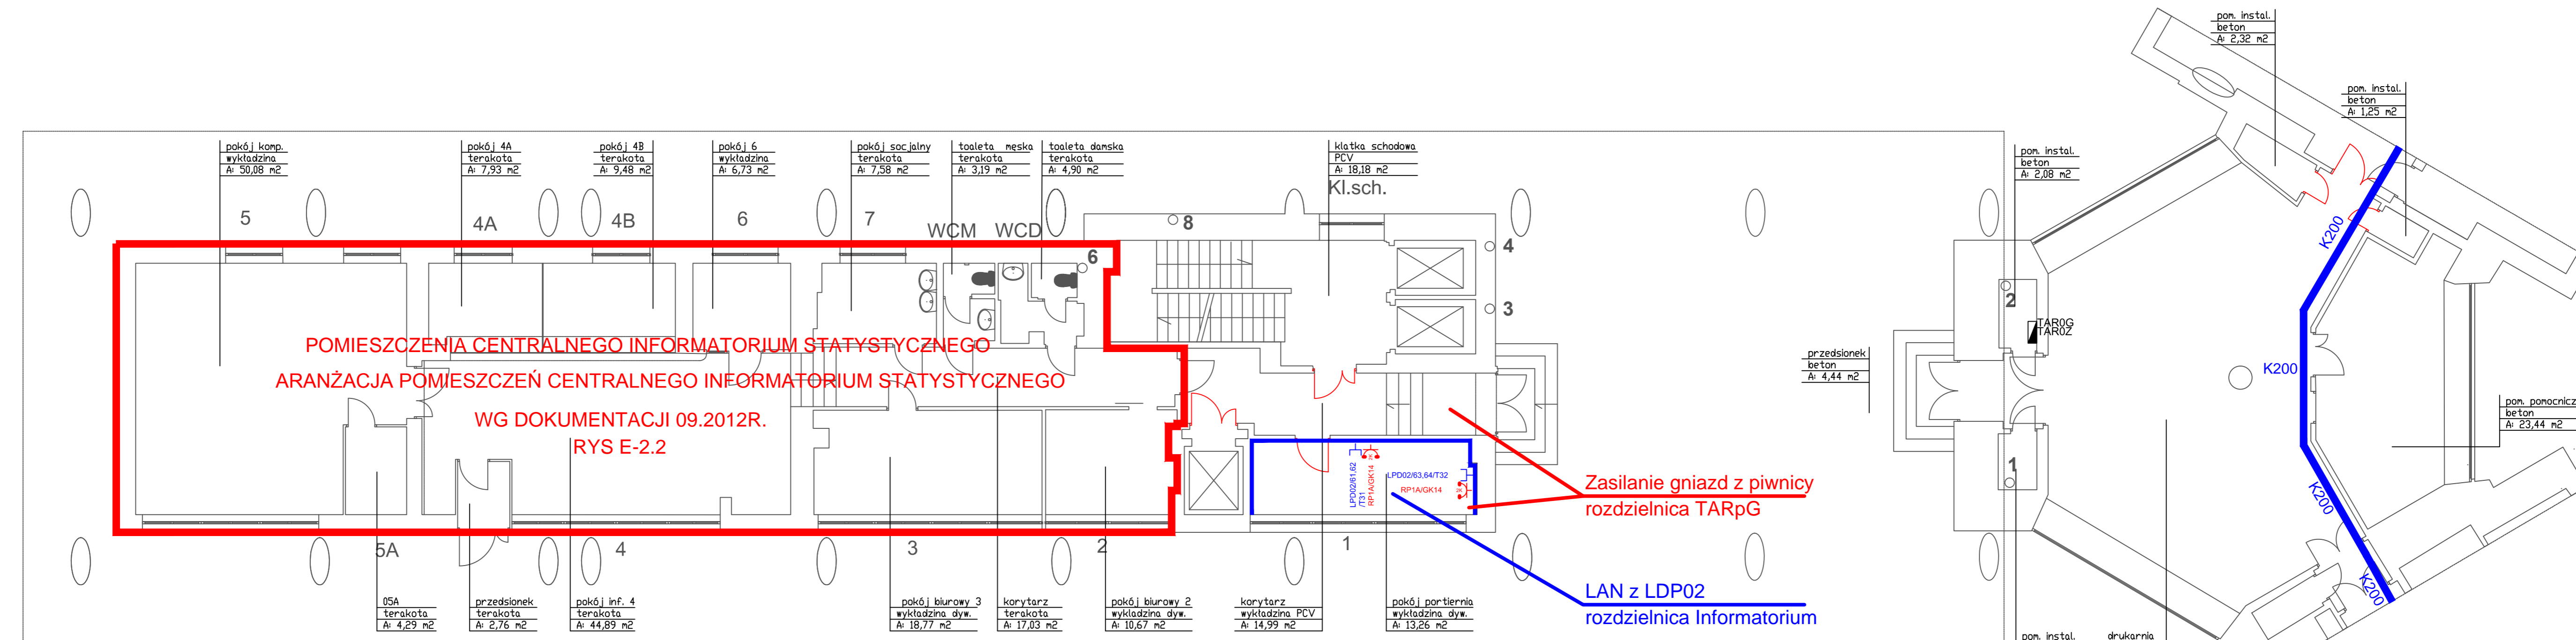 pom. instal.
beton
A: 2,32 m2
pom. instal.
beton
A: 1,25 m2
pokój komp.
wykładzina
A: 50,08 m2
pokój 4A
terakota
A: 7,93 m2
pokój 4B
terakota
A: 9,48 m2
pokój 6
wykładzina
A: 6,73 m2
pokój socjalny
terakota
A: 7,58 m2
toaleta męska
terakota
A: 3,19 m2
toaleta damska
terakota
A: 4,90 m2
klatka schodowa
PCV
A: 18,18 m2
Kl.sch.
pom. instal.
beton
A: 2,08 m2
5
4A
4B
6
7
WCM
WCD
8
6
4
3
2
TAR0G
TAR0Z
K200
K200
K200
K200
przedsionek
beton
A: 4,44 m2
pom. pomocnicz
beton
A: 23,44 m2
POMIESZCZENIA CENTRALNEGO INFORMATORIUM STATYSTYCZNEGO
ARANŻACJA POMIESZCZEŃ CENTRALNEGO INFORMATORIUM STATYSTYCZNEGO
WG DOKUMENTACJI 09.2012R.
RYS E-2.2
LPD02/61,62
/T31
RP1A/GK14
LPD02/63,64/T32
RP1A/GK14
1
Zasilanie gniazd z piwnicy
rozdzielnica TARpG
5A
4
3
2
1
LAN z LDP02
rozdzielnica Informatorium
05A
terakota
A: 4,29 m2
przedsionek
terakota
A: 2,76 m2
pokój inf. 4
terakota
A: 44,89 m2
pokój biurowy 3
wykładzina dyw.
A: 18,77 m2
korytarz
terakota
A: 17,03 m2
pokój biurowy 2
wykładzina dyw.
A: 10,67 m2
korytarz
wykładzina PCV
A: 14,99 m2
pokój portiernia
wykładzina dyw.
A: 13,26 m2
pom. instal.
drukarnia